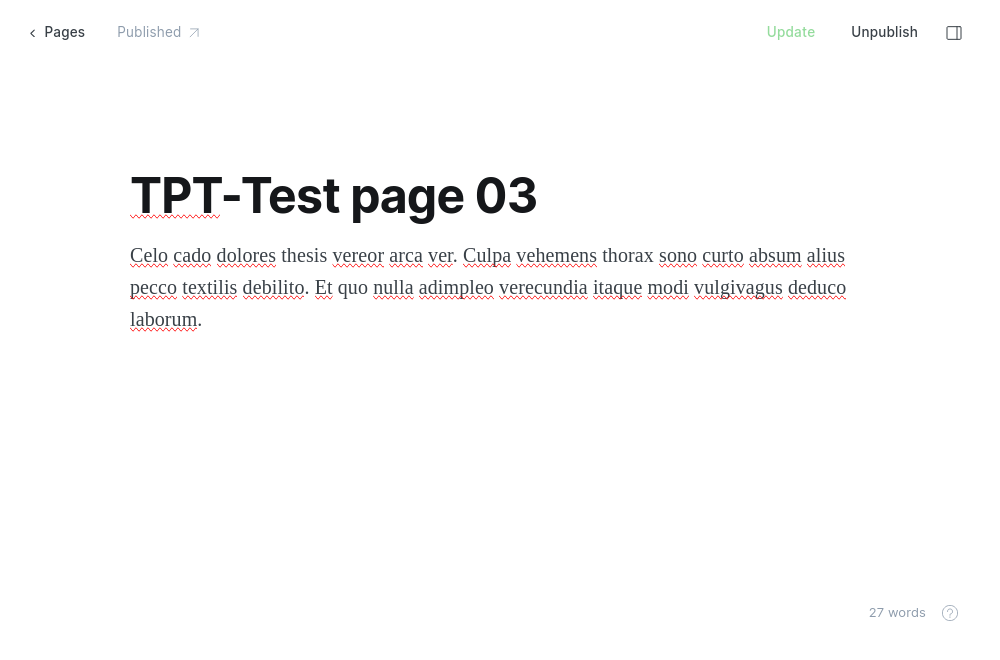 Pages
Published
Update
Unpublish
TPT-Test page 03
Celo cado dolores thesis vereor arca ver. Culpa vehemens thorax sono curto absum alius
pecco textilis debilito. Et quo nulla adimpleo verecundia itaque modi vulgivagus deduco
laborum.
27 words
?